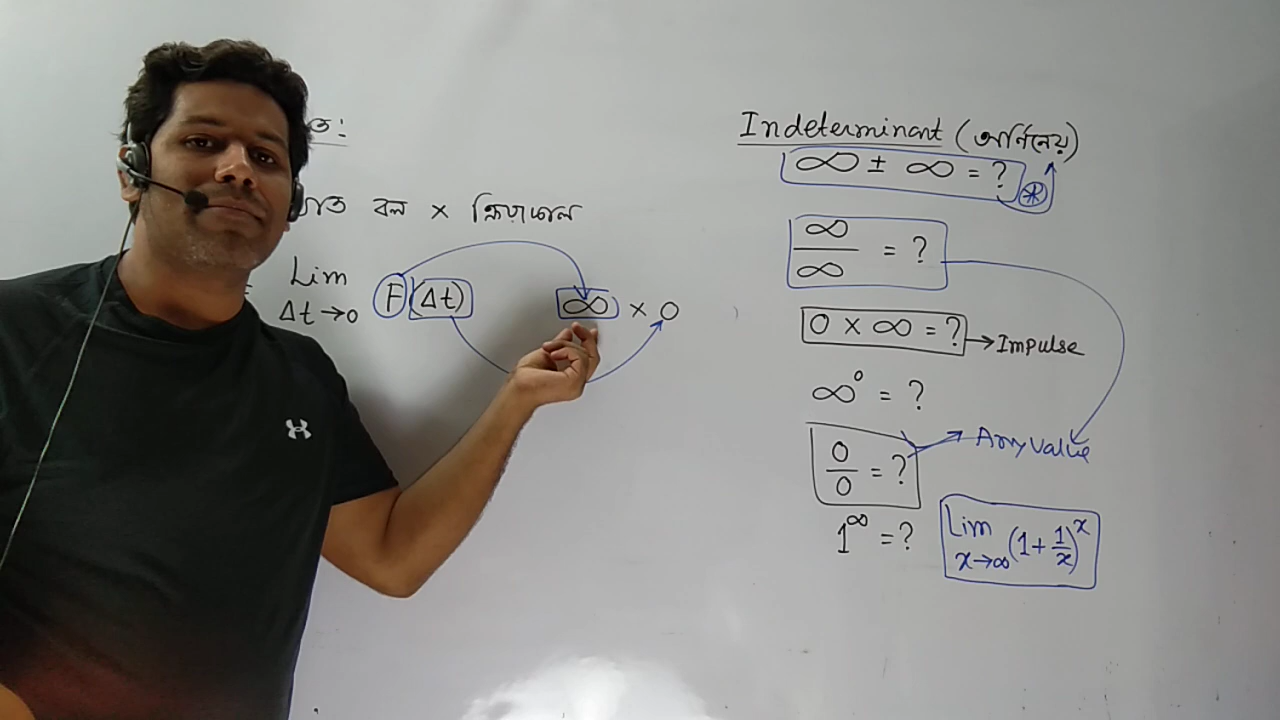 ত:
ঘাত বল × ক্রিয়াকাল
= Lim F(Δt) ∞ × 0
Δt→0
Indeterminant (অনির্নেয়)
∞ ± ∞ = ? *
∞/∞ = ?
0 × ∞ = ? → Impulse
∞⁰ = ?
0/0 = ? → Any value
1^∞ = ?
Lim (1 + 1/x)^x
x→∞